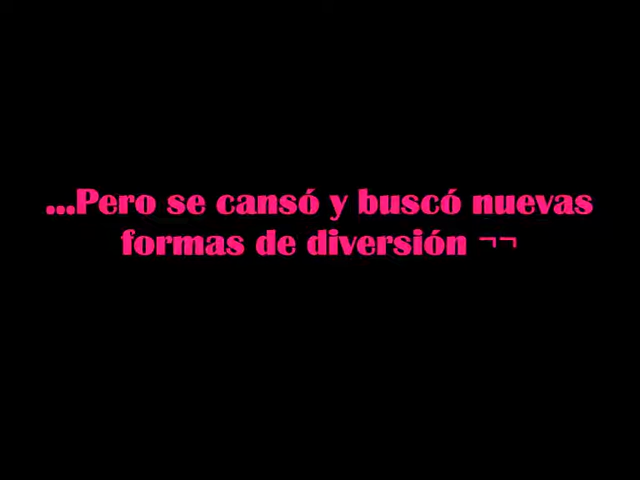 ...Pero se cansó y buscó nuevas
formas de diversión ¬¬